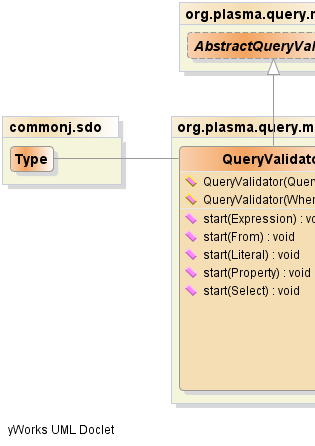 org.plasma.query.m
AbstractQueryVal
commonj.sdo
Type
org.plasma.query.m
QueryValidato
QueryValidator(Query
QueryValidator(Wher
start(Expression) : vo
start(From) : void
start(Literal) : void
start(Property) : void
start(Select) : void
yWorks UML Doclet